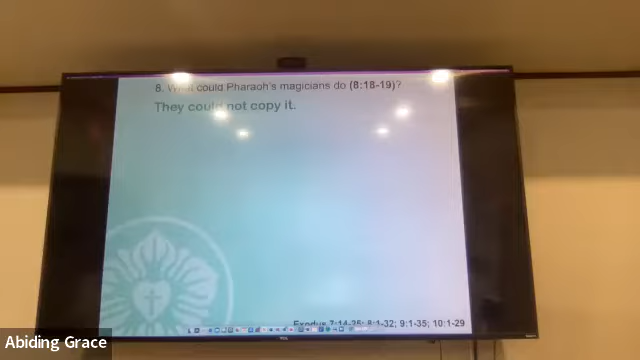 8. What could Pharaoh's magicians do (8:18-19)?
They could not copy it.
Exodus 7:14-25; 8:1-32; 9:1-35; 10:1-29
TCL
Abiding Grace